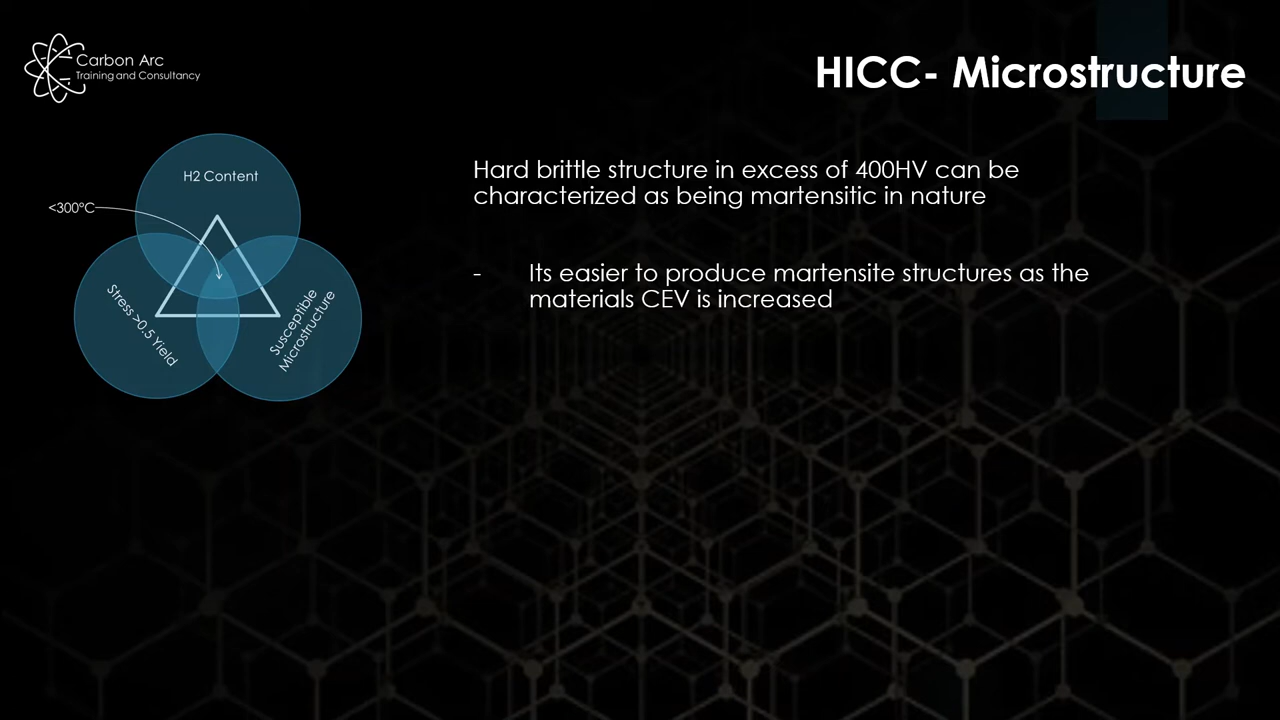 Carbon Arc
Training and Consultancy
HICC- Microstructure
H2 Content
<300°C
Stress >0.5 Yield
Susceptible
Microstructure
Hard brittle structure in excess of 400HV can be
characterized as being martensitic in nature
- Its easier to produce martensite structures as the
materials CEV is increased